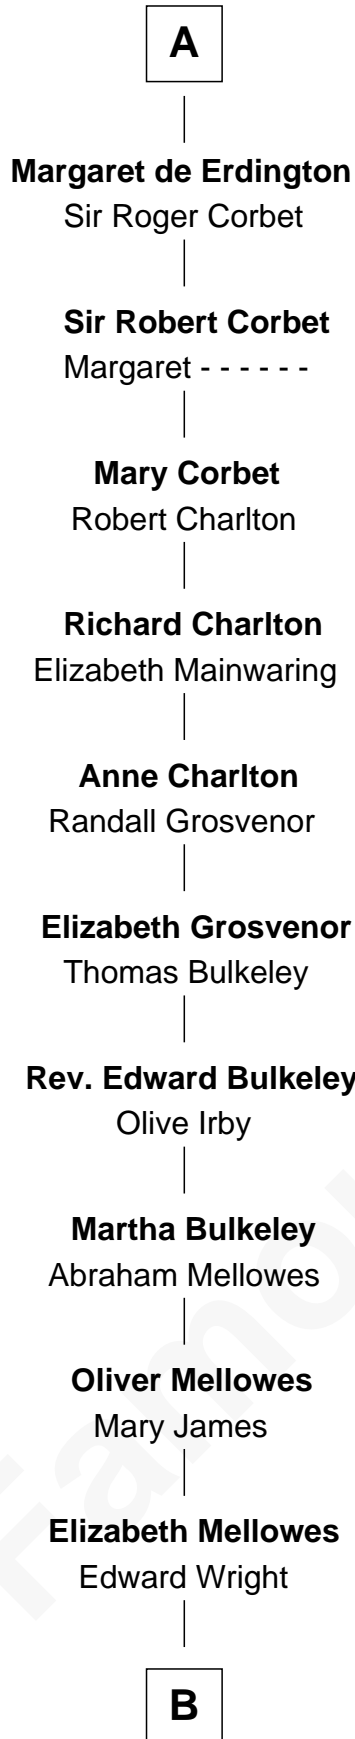 A
Margaret de Erdington
Sir Roger Corbet
Sir Robert Corbet
Margaret - - - - - -
Mary Corbet
Robert Charlton
Richard Charlton
Elizabeth Mainwaring
Anne Charlton
Randall Grosvenor
Elizabeth Grosvenor
Thomas Bulkeley
Rev. Edward Bulkeley
Olive Irby
Martha Bulkeley
Abraham Mellowes
Oliver Mellowes
Mary James
Elizabeth Mellowes
Edward Wright
B